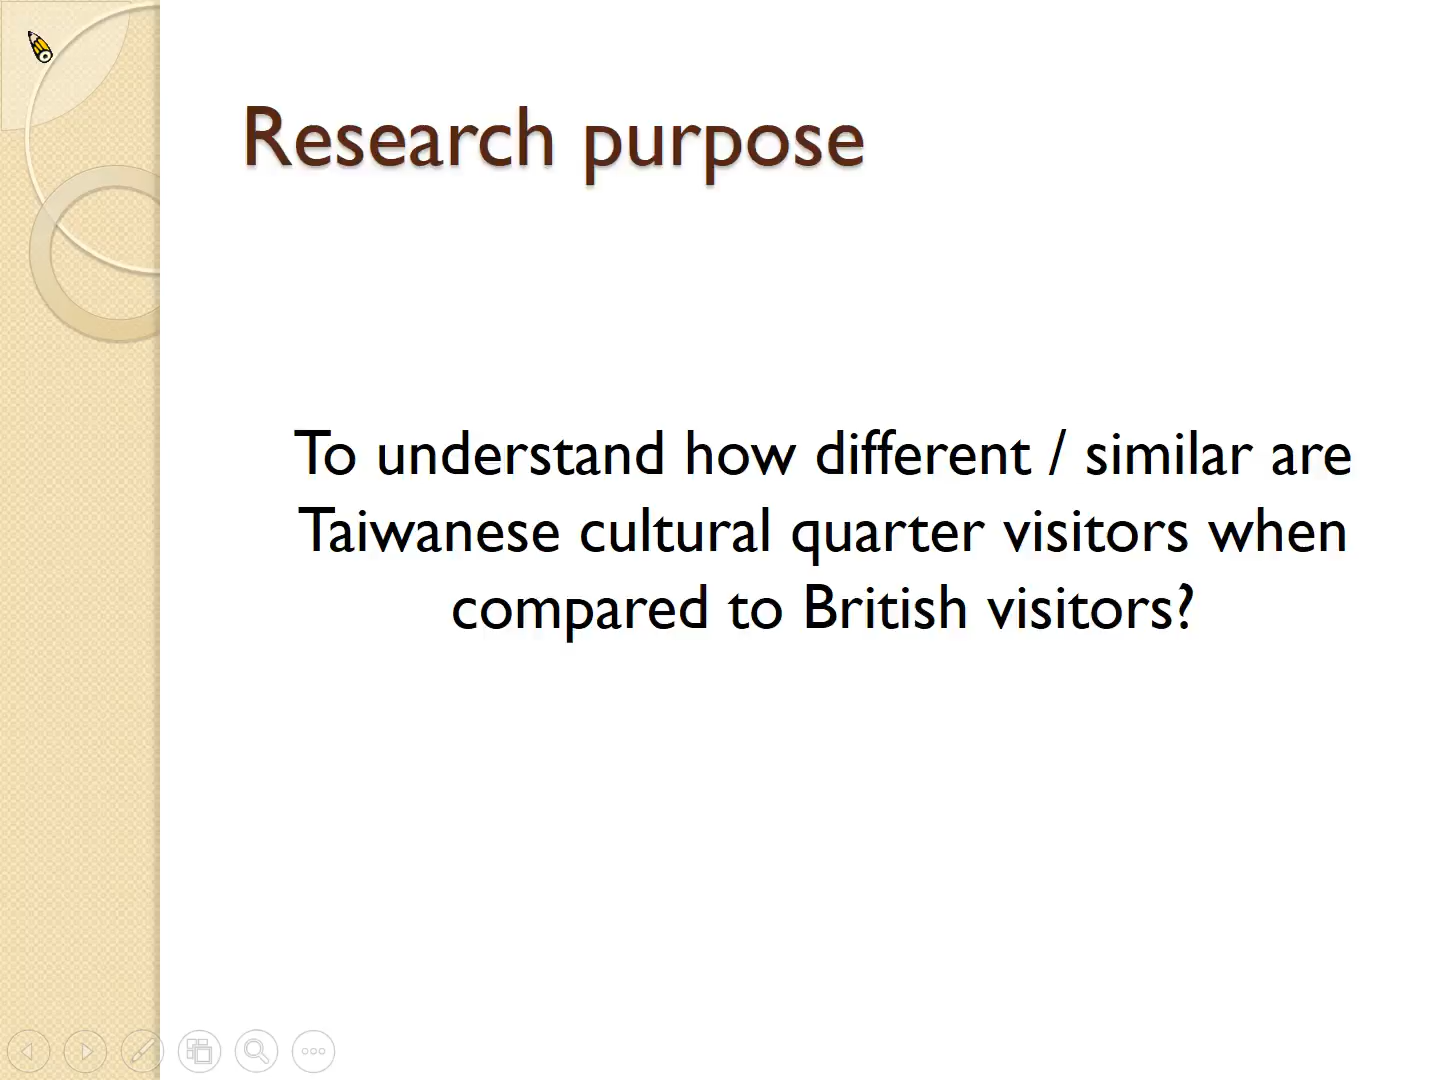 Research purpose
To understand how different / similar are
Taiwanese cultural quarter visitors when
compared to British visitors?